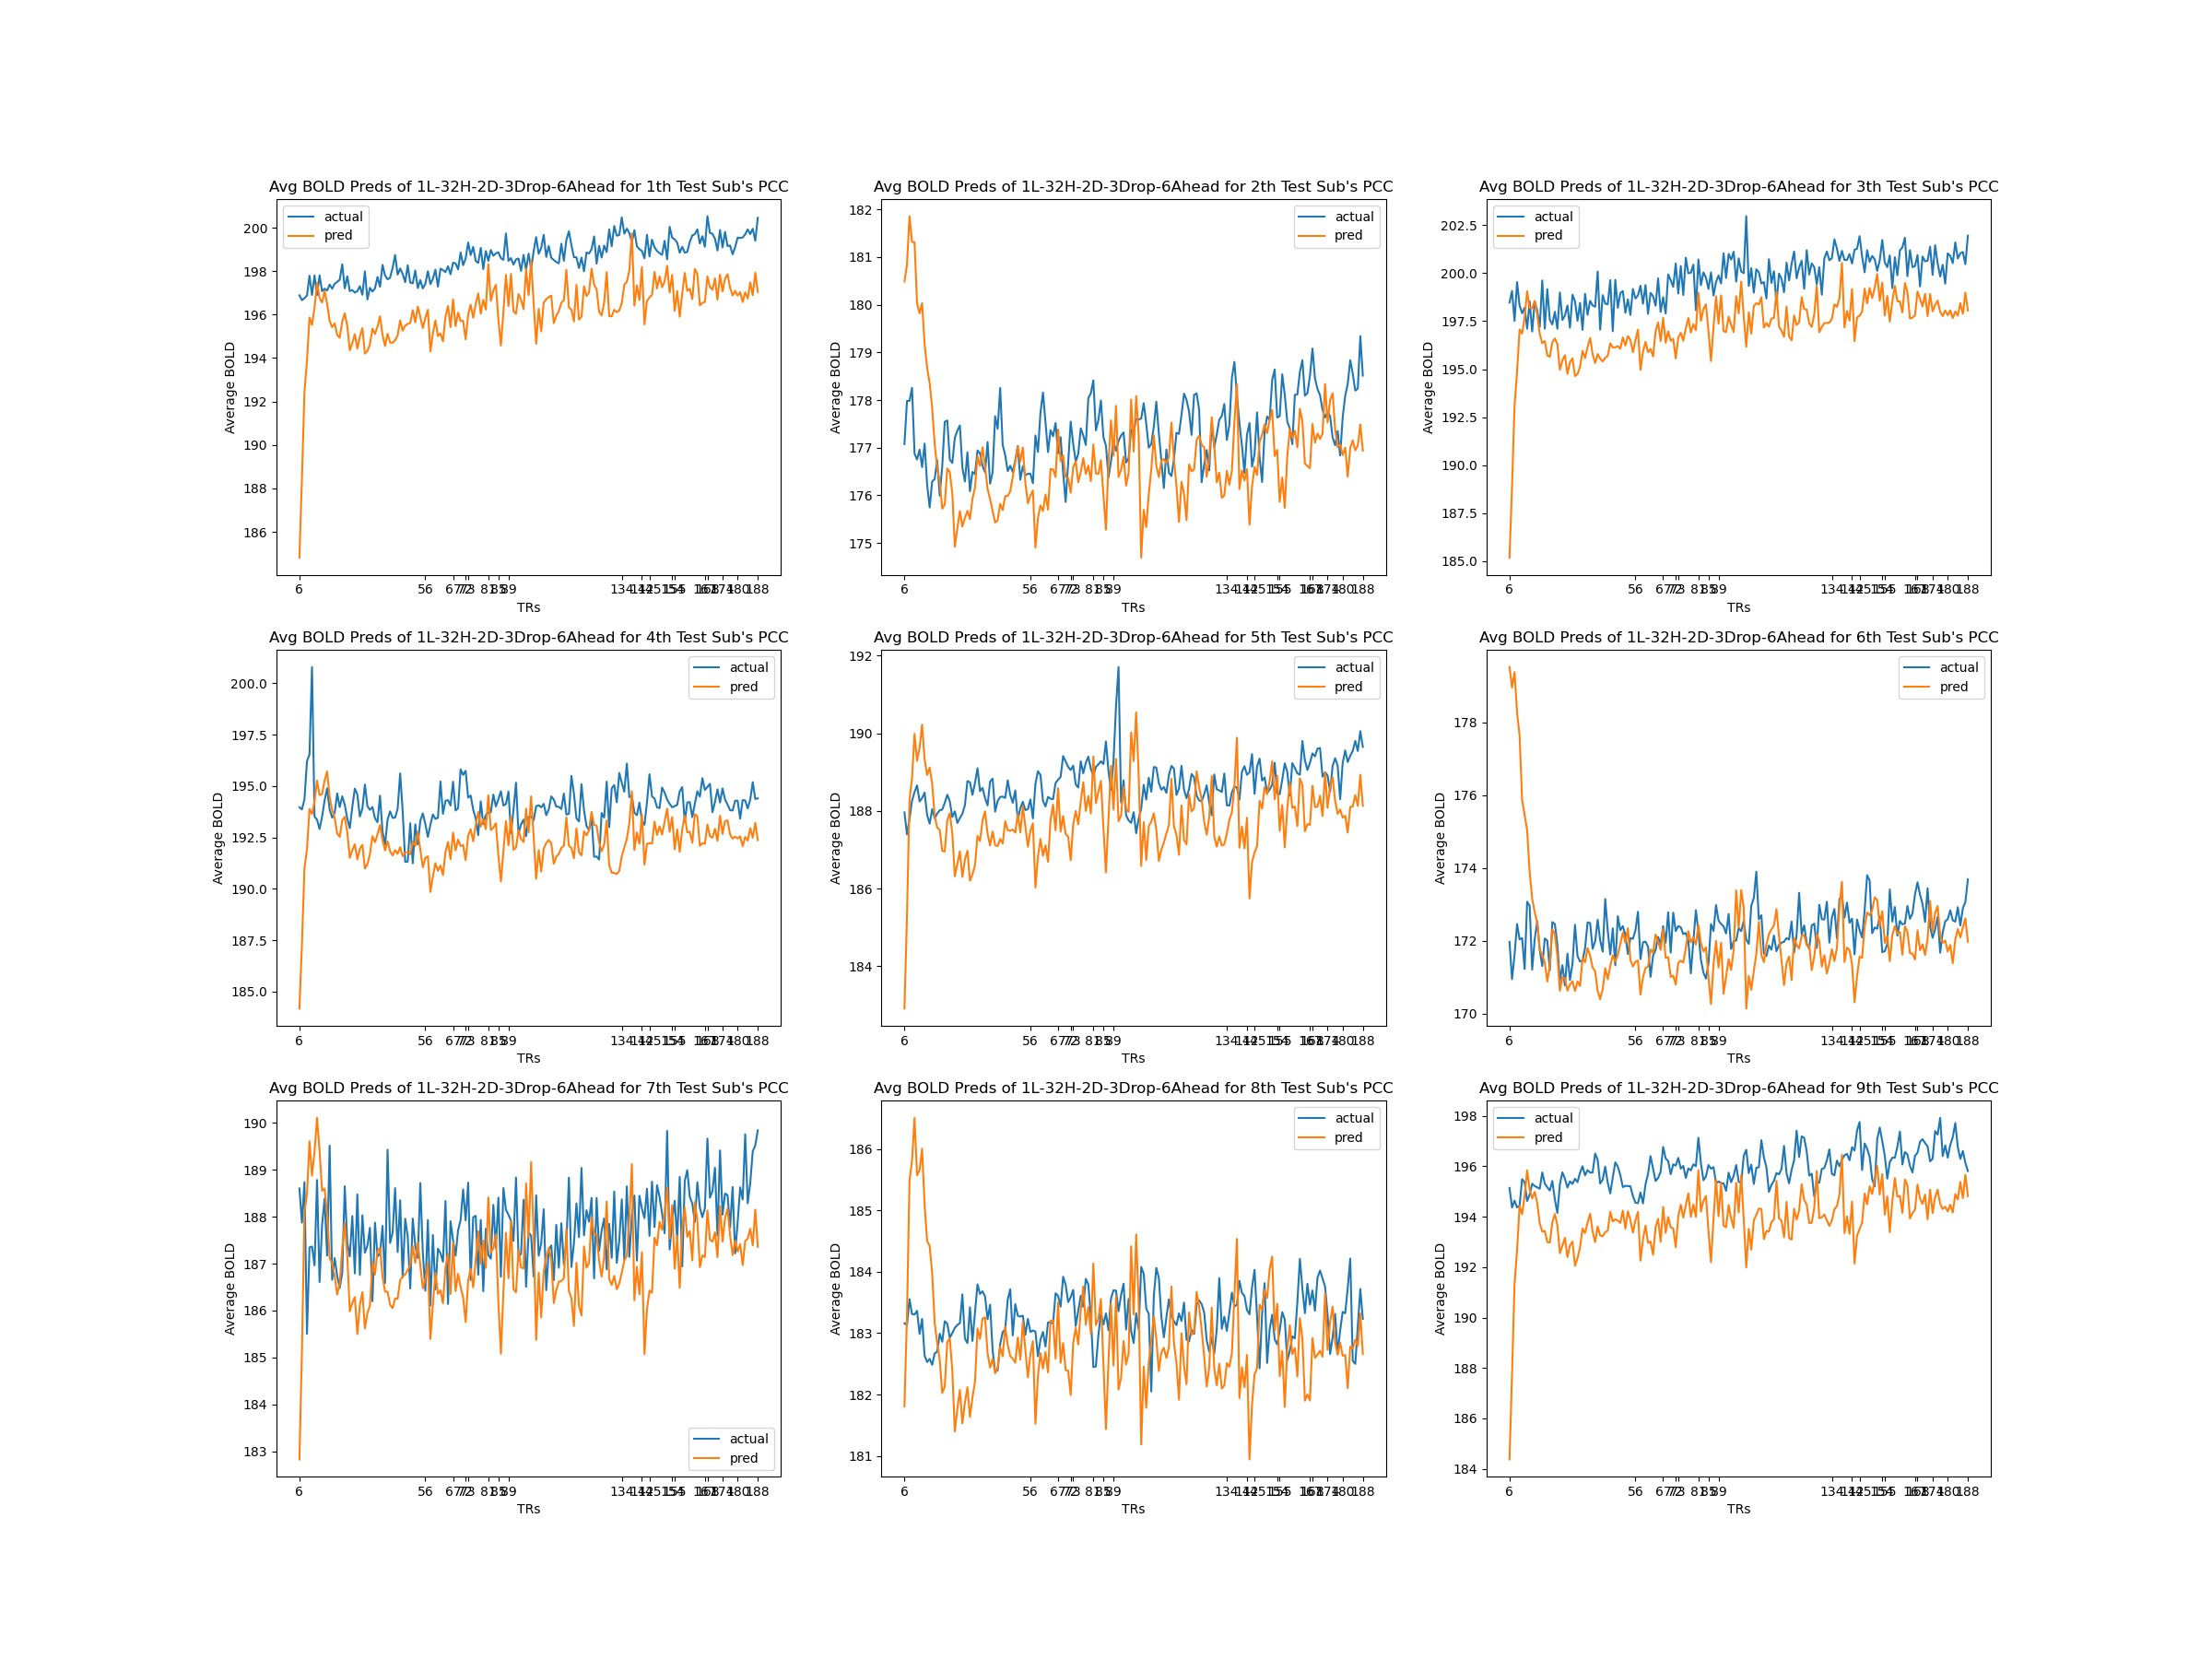 Avg BOLD Preds of 1L-32H-2D-3Drop-6Ahead for 1th Test Sub's PCC
actual
pred
Average BOLD
200
198
196
194
192
190
188
186
6 56 89 188
TRs
Avg BOLD Preds of 1L-32H-2D-3Drop-6Ahead for 2th Test Sub's PCC
actual
pred
Average BOLD
182
181
180
179
178
177
176
175
6 56 89 188
TRs
Avg BOLD Preds of 1L-32H-2D-3Drop-6Ahead for 3th Test Sub's PCC
actual
pred
Average BOLD
202.5
200.0
197.5
195.0
192.5
190.0
187.5
185.0
6 56 89 188
TRs
Avg BOLD Preds of 1L-32H-2D-3Drop-6Ahead for 4th Test Sub's PCC
actual
pred
Average BOLD
200.0
197.5
195.0
192.5
190.0
187.5
185.0
6 56 89 188
TRs
Avg BOLD Preds of 1L-32H-2D-3Drop-6Ahead for 5th Test Sub's PCC
actual
pred
Average BOLD
192
190
188
186
184
6 56 89 188
TRs
Avg BOLD Preds of 1L-32H-2D-3Drop-6Ahead for 6th Test Sub's PCC
actual
pred
Average BOLD
178
176
174
172
170
6 56 89 188
TRs
Avg BOLD Preds of 1L-32H-2D-3Drop-6Ahead for 7th Test Sub's PCC
actual
pred
Average BOLD
190
189
188
187
186
185
184
183
6 56 89 188
TRs
Avg BOLD Preds of 1L-32H-2D-3Drop-6Ahead for 8th Test Sub's PCC
actual
pred
Average BOLD
186
185
184
183
182
181
6 56 89 188
TRs
Avg BOLD Preds of 1L-32H-2D-3Drop-6Ahead for 9th Test Sub's PCC
actual
pred
Average BOLD
198
196
194
192
190
188
186
184
6 56 89 188
TRs